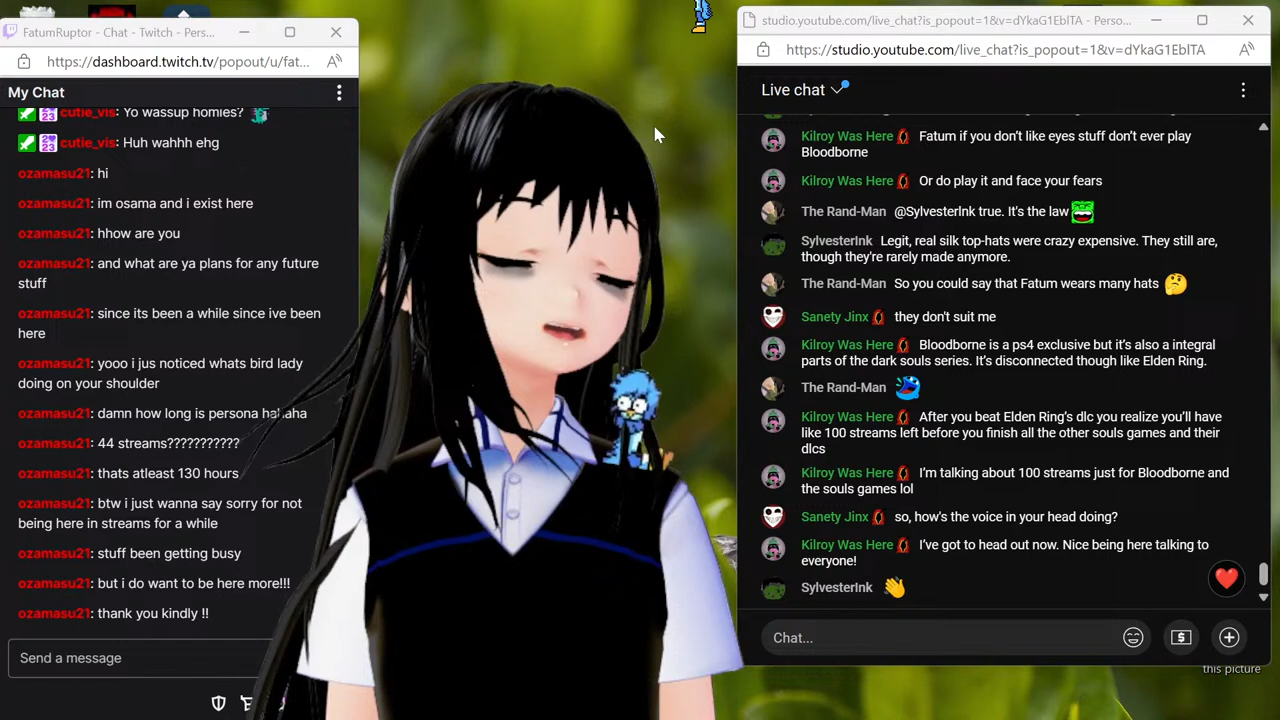 FatumRuptor - Chat - Twitch - Pers...
https://dashboard.twitch.tv/popout/u/fat...
My Chat
cutie_vis: Yo wassup homies?
cutie_vis: Huh wahhh ehg
ozamasu21: hi
ozamasu21: im osama and i exist here
ozamasu21: hhow are you
ozamasu21: and what are ya plans for any future
stuff
ozamasu21: since its been a while since ive been
here
ozamasu21: yooo i jus noticed whats bird lady
doing on your shoulder
ozamasu21: damn how long is persona hahaha
ozamasu21: 44 streams???????????
ozamasu21: thats atleast 130 hours
ozamasu21: btw i just wanna say sorry for not
being here in streams for a while
ozamasu21: stuff been getting busy
ozamasu21: but i do want to be here more!!!
ozamasu21: thank you kindly !!
Send a message
studio.youtube.com/live_chat?is_popout=1&v=dYkaG1EblTA - Perso...
https://studio.youtube.com/live_chat?is_popout=1&v=dYkaG1EblTA
Live chat
Kilroy Was Here Fatum if you don't like eyes stuff don't ever play
Bloodborne
Kilroy Was Here Or do play it and face your fears
The Rand-Man @SylvesterInk true. It's the law
SylvesterInk Legit, real silk top-hats were crazy expensive. They still are,
though they're rarely made anymore.
The Rand-Man So you could say that Fatum wears many hats
Sanety Jinx they don't suit me
Kilroy Was Here Bloodborne is a ps4 exclusive but it's also a integral
parts of the dark souls series. It's disconnected though like Elden Ring.
The Rand-Man
Kilroy Was Here After you beat Elden Ring's dlc you realize you'll have
like 100 streams left before you finish all the other souls games and their
dlcs
Kilroy Was Here I'm talking about 100 streams just for Bloodborne and
the souls games lol
Sanety Jinx so, how's the voice in your head doing?
Kilroy Was Here I've got to head out now. Nice being here talking to
everyone!
SylvesterInk
Chat...
this picture